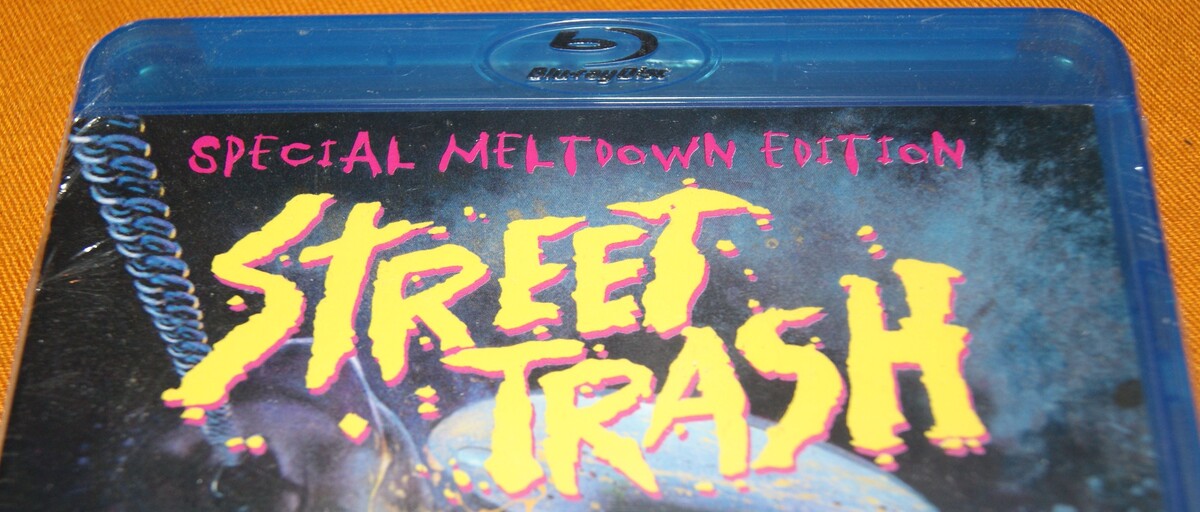 Blu-ray Disc
SPECIAL MELTDOWN EDITION
STREET
TRASH